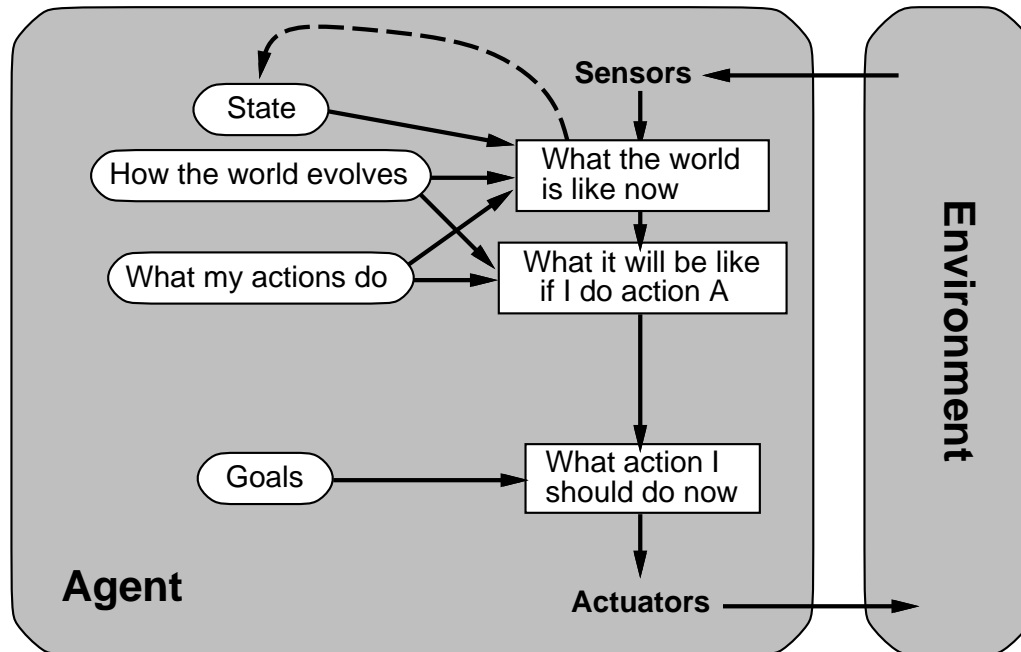 Sensors
State
What the world
is like now
How the world evolves
What it will be like
if I do action A
What my actions do
What action I
should do now
Goals
Agent
Actuators
Environment